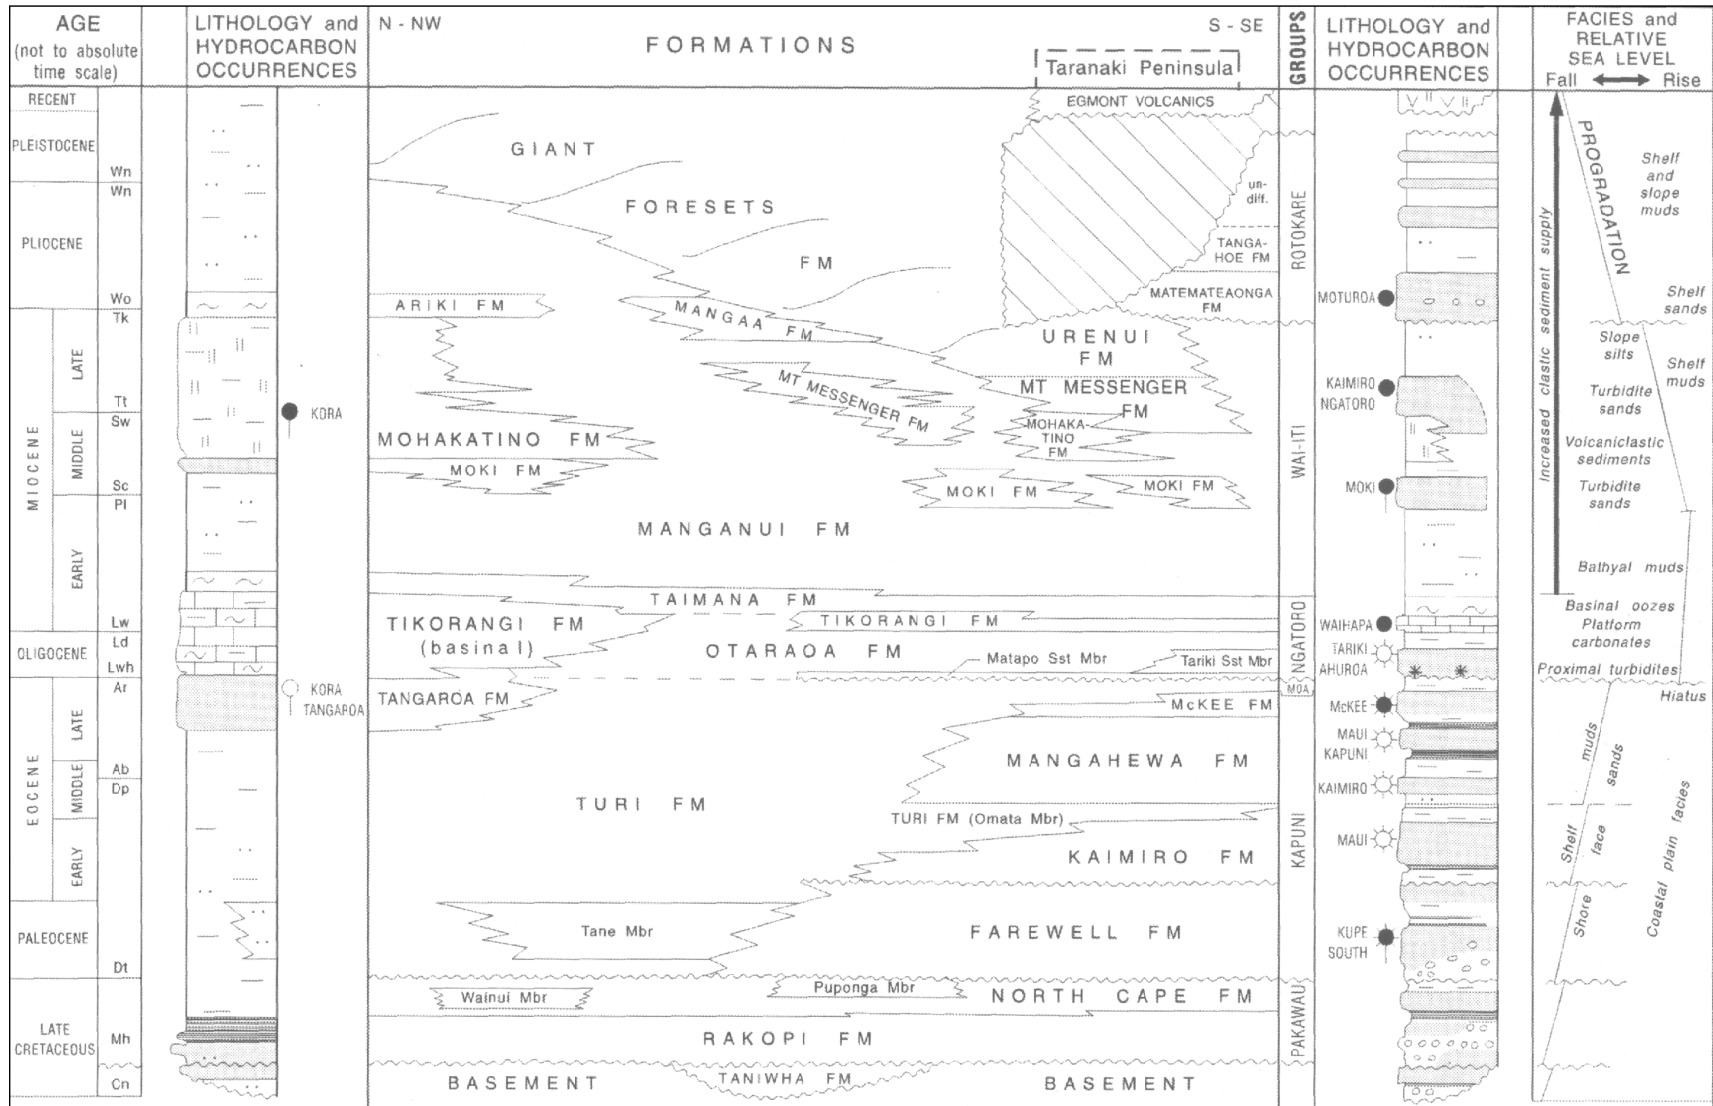 AGE
(not to absolute
time scale)
LITHOLOGY and
HYDROCARBON
OCCURRENCES
N - NW
FORMATIONS
S - SE
Taranaki Peninsula
GROUPS
LITHOLOGY and
HYDROCARBON
OCCURRENCES
FACIES and
RELATIVE
SEA LEVEL
Fall
Rise
RECENT
PLEISTOCENE
Wn
Wn
PLIOCENE
Wo
Tk
MIOCENE
LATE
Tt
Sw
MIDDLE
Sc
Pl
EARLY
Lw
Ld
OLIGOCENE
Lwh
Ar
EOCENE
LATE
Ab
MIDDLE
Dp
EARLY
PALEOCENE
Dt
LATE
CRETACEOUS
Mh
Cn
KORA
KORA
TANGAROA
EGMONT VOLCANICS
GIANT
FORESETS
FM
un-
diff.
TANGA-
HOE FM
MATEMATEAONGA
FM
ARIKI FM
MANGAA FM
URENUI
FM
MT MESSENGER FM
MT MESSENGER
FM
MOHAKATINO FM
MOHAKA-
TINO
FM
MOKI FM
MOKI FM
MOKI FM
MANGANUI FM
TAIMANA FM
TIKORANGI FM
(basinal)
TIKORANGI FM
OTARAOA FM
Matapo Sst Mbr
Tariki Sst Mbr
TANGAROA FM
McKEE FM
MANGAHEWA FM
TURI FM
TURI FM (Omata Mbr)
KAIMIRO FM
Tane Mbr
FAREWELL FM
Wainui Mbr
Puponga Mbr
NORTH CAPE FM
RAKOPI FM
BASEMENT
TANIWHA FM
BASEMENT
ROTOKARE
WAI-ITI
NGATORO
MOA
KAPUNI
PAKAWAU
MOTUROA
KAIMIRO
NGATORO
MOKI
WAIHAPA
TARIKI
AHUROA
McKEE
MAUI
KAPUNI
KAIMIRO
MAUI
KUPE
SOUTH
Increased clastic sediment supply
PROGRADATION
Shelf
and
slope
muds
Shelf
sands
Slope
silts
Shelf
muds
Turbidite
sands
Volcaniclastic
sediments
Turbidite
sands
Bathyal muds
Basinal oozes
Platform
carbonates
Proximal turbidites
Hiatus
Shelf muds
Shore face sands
Coastal plain facies